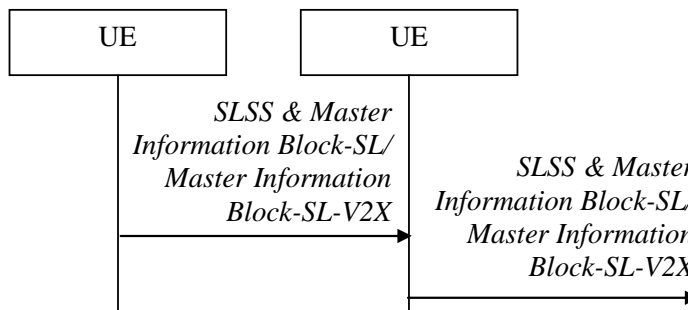 UE
UE
SLSS & Master
Information Block-SL/
Master Information
Block-SL-V2X
SLSS & Master
Information Block-SL/
Master Information
Block-SL-V2X